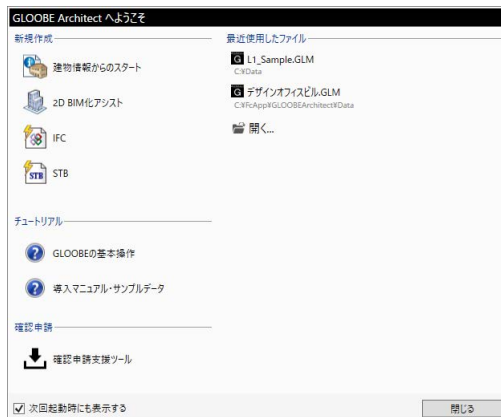 GLOOBE Architect へようこそ
新規作成
建物情報からのスタート
2D BIM化アシスト
IFC
STB
STB
チュートリアル
GLOOBEの基本操作
導入マニュアル・サンプルデータ
確認申請
確認申請支援ツール
最近使用したファイル
G L1_Sample.GLM
C:¥Data
G デザインオフィスビル.GLM
C:¥FcApp¥GLOOBEArchitect¥Data
開く...
次回起動時にも表示する
閉じる